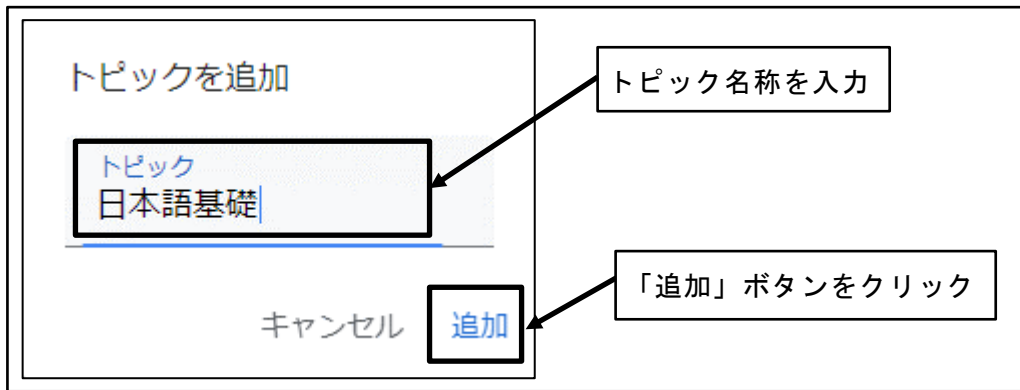 トピックを追加
トピック名称を入力
トピック
日本語基礎
「追加」ボタンをクリック
キャンセル 追加